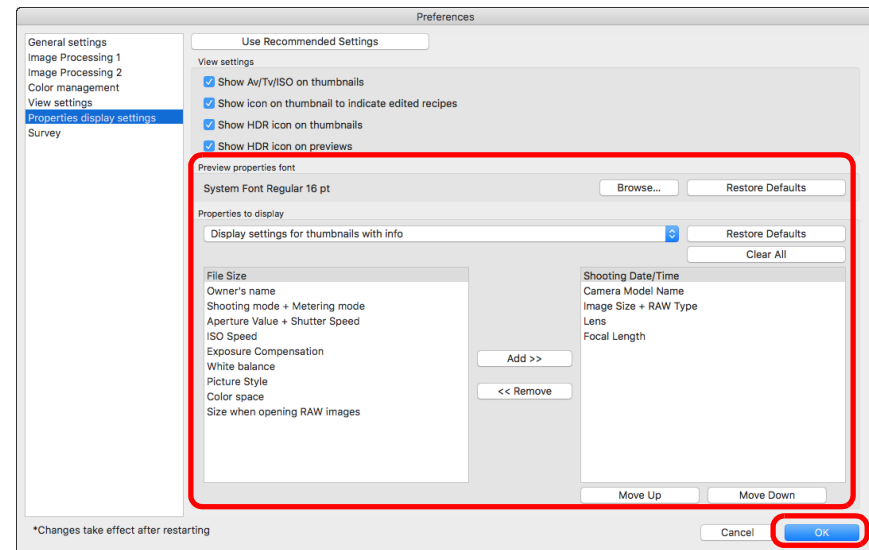 Preferences
General settings
Image Processing 1
Image Processing 2
Color management
View settings
Properties display settings
Survey
Use Recommended Settings
View settings
Show Av/Tv/ISO on thumbnails
Show icon on thumbnail to indicate edited recipes
Show HDR icon on thumbnails
Show HDR icon on previews
Preview properties font
System Font Regular 16 pt
Browse...
Restore Defaults
Properties to display
Display settings for thumbnails with info
Restore Defaults
Clear All
File Size
Owner's name
Shooting mode + Metering mode
Aperture Value + Shutter Speed
ISO Speed
Exposure Compensation
White balance
Picture Style
Color space
Size when opening RAW images
Add >>
<< Remove
Shooting Date/Time
Camera Model Name
Image Size + RAW Type
Lens
Focal Length
Move Up
Move Down
*Changes take effect after restarting
Cancel
OK